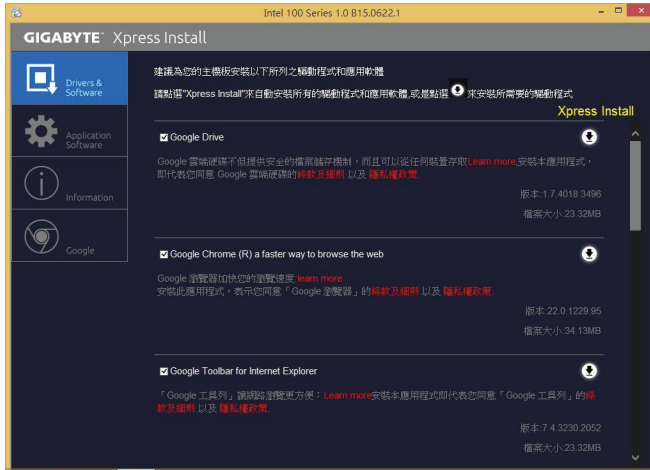 Intel 100 Series 1.0 B15.0622.1
GIGABYTE™ Xpress Install
Drivers & Software
Application Software
Information
Google
建議為您的主機板安裝以下所列之驅動程式和應用軟體
請點選"Xpress Install"來自動安裝所有的驅動程式和應用軟體,或是點選 來安裝所需要的驅動程式
Xpress Install
Google Drive
Google 雲端硬碟不但提供安全的檔案儲存機制，而且可以從任何裝置存取Learn more,安裝本應用程式，
即代表您同意 Google 雲端硬碟的條款及細則 以及 隱私權政策.
版本:1.7.4018.3496
檔案大小:23.32MB
Google Chrome (R) a faster way to browse the web
Google 瀏覽器加快您的瀏覽速度:learn more
安裝此應用程式，表示您同意「Google 瀏覽器」的條款及細則 以及 隱私權政策.
版本:22.0.1229.95
檔案大小:34.13MB
Google Toolbar for Internet Explorer
「Google 工具列」讓網路瀏覽更方便：Learn more安裝本應用程式即代表您同意「Google 工具列」的條
款及細則 以及 隱私權政策.
版本:7.4.3230.2052
檔案大小:23.32MB